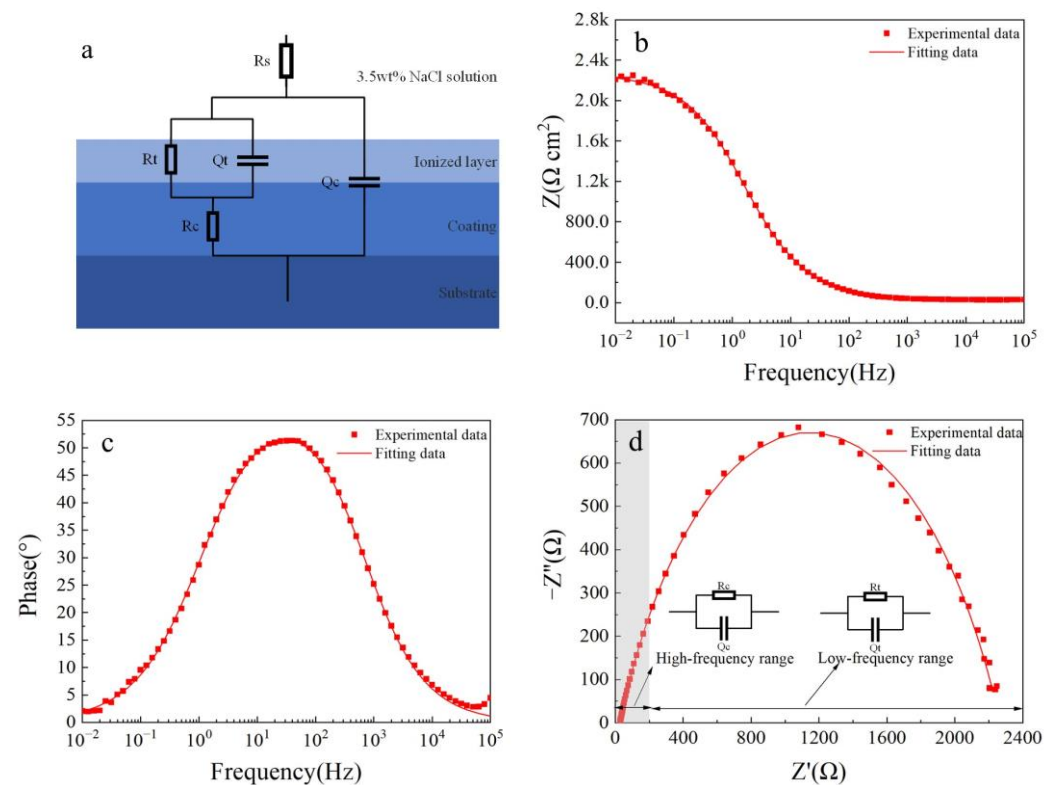 a
Rs
3.5wt% NaCl solution
Rt
Qt
Ionized layer
Qc
Rc
Coating
Substrate
b
Experimental data
Fitting data
2.8k
2.4k
2.0k
1.6k
1.2k
800.0
400.0
0.0
Z(Ω cm²)
10⁻² 10⁻¹ 10⁰ 10¹ 10² 10³ 10⁴ 10⁵
Frequency(Hz)
c
Experimental data
Fitting data
55
50
45
40
35
30
25
20
15
10
5
0
Phase(°)
10⁻² 10⁻¹ 10⁰ 10¹ 10² 10³ 10⁴ 10⁵
Frequency(Hz)
d
Experimental data
Fitting data
700
600
500
400
300
200
100
0
−Z''(Ω)
Rc
Qc
High-frequency range
Rt
Qt
Low-frequency range
0 400 800 1200 1600 2000 2400
Z'(Ω)